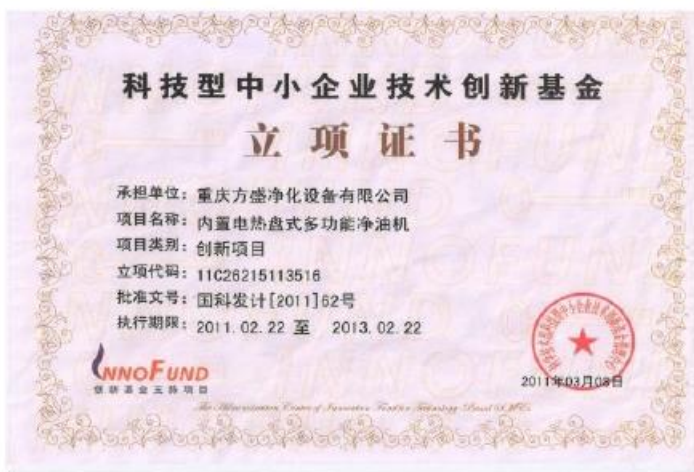 科技型中小企业技术创新基金
立项证书
承担单位：重庆方盛净化设备有限公司
项目名称：内置电热盘式多功能净油机
项目类别：创新项目
立项代码：11C26215113516
批准文号：国科发计[2011]62号
执行期限：2011.02.22 至 2013.02.22
INNOFUND
2011年03月08日